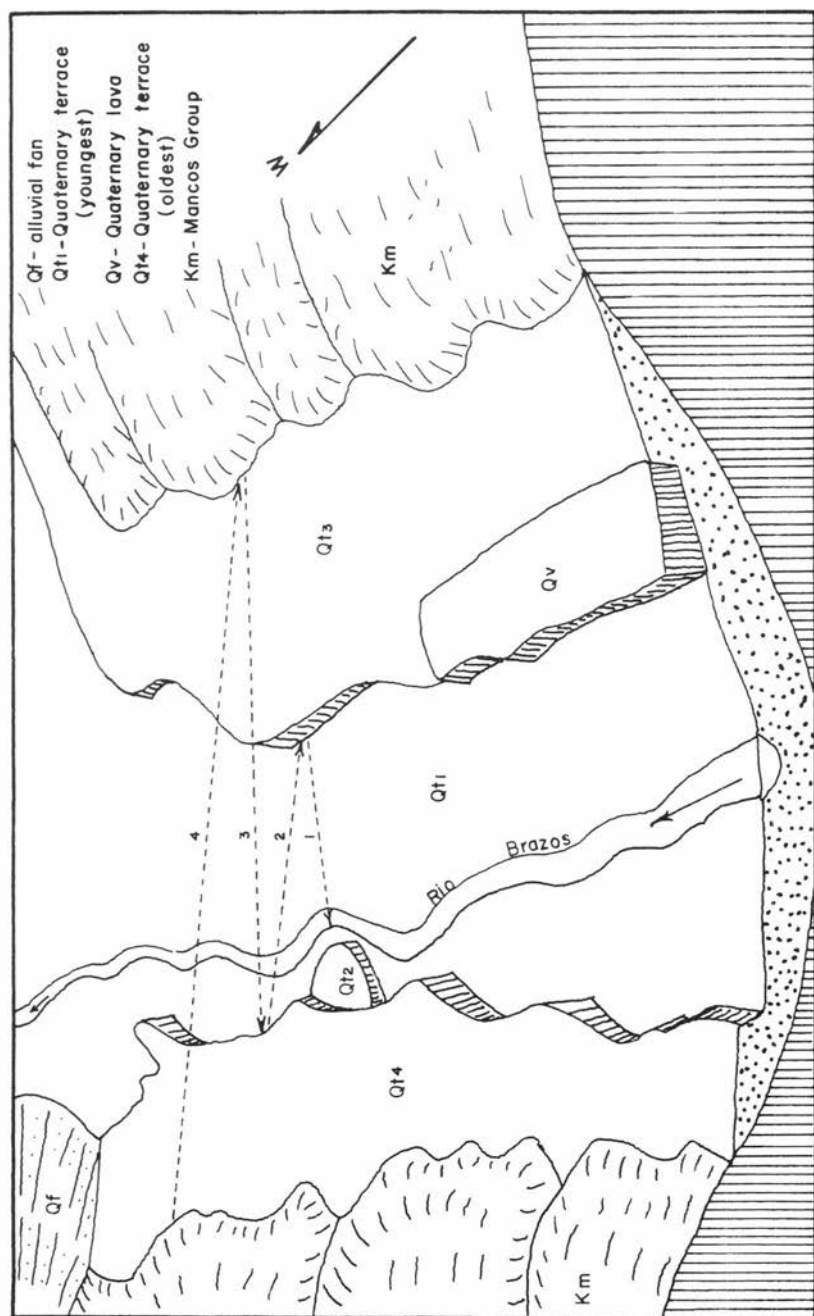 Qf - alluvial fan
Qt1 - Quaternary terrace
(youngest)
Qv - Quaternary lava
Qt4 - Quaternary terrace
(oldest)
Km - Mancos Group
N
Km
Qt3
Qv
4
3
2
1
Qt1
Rio Brazos
Qt2
Qt4
Qf
Km